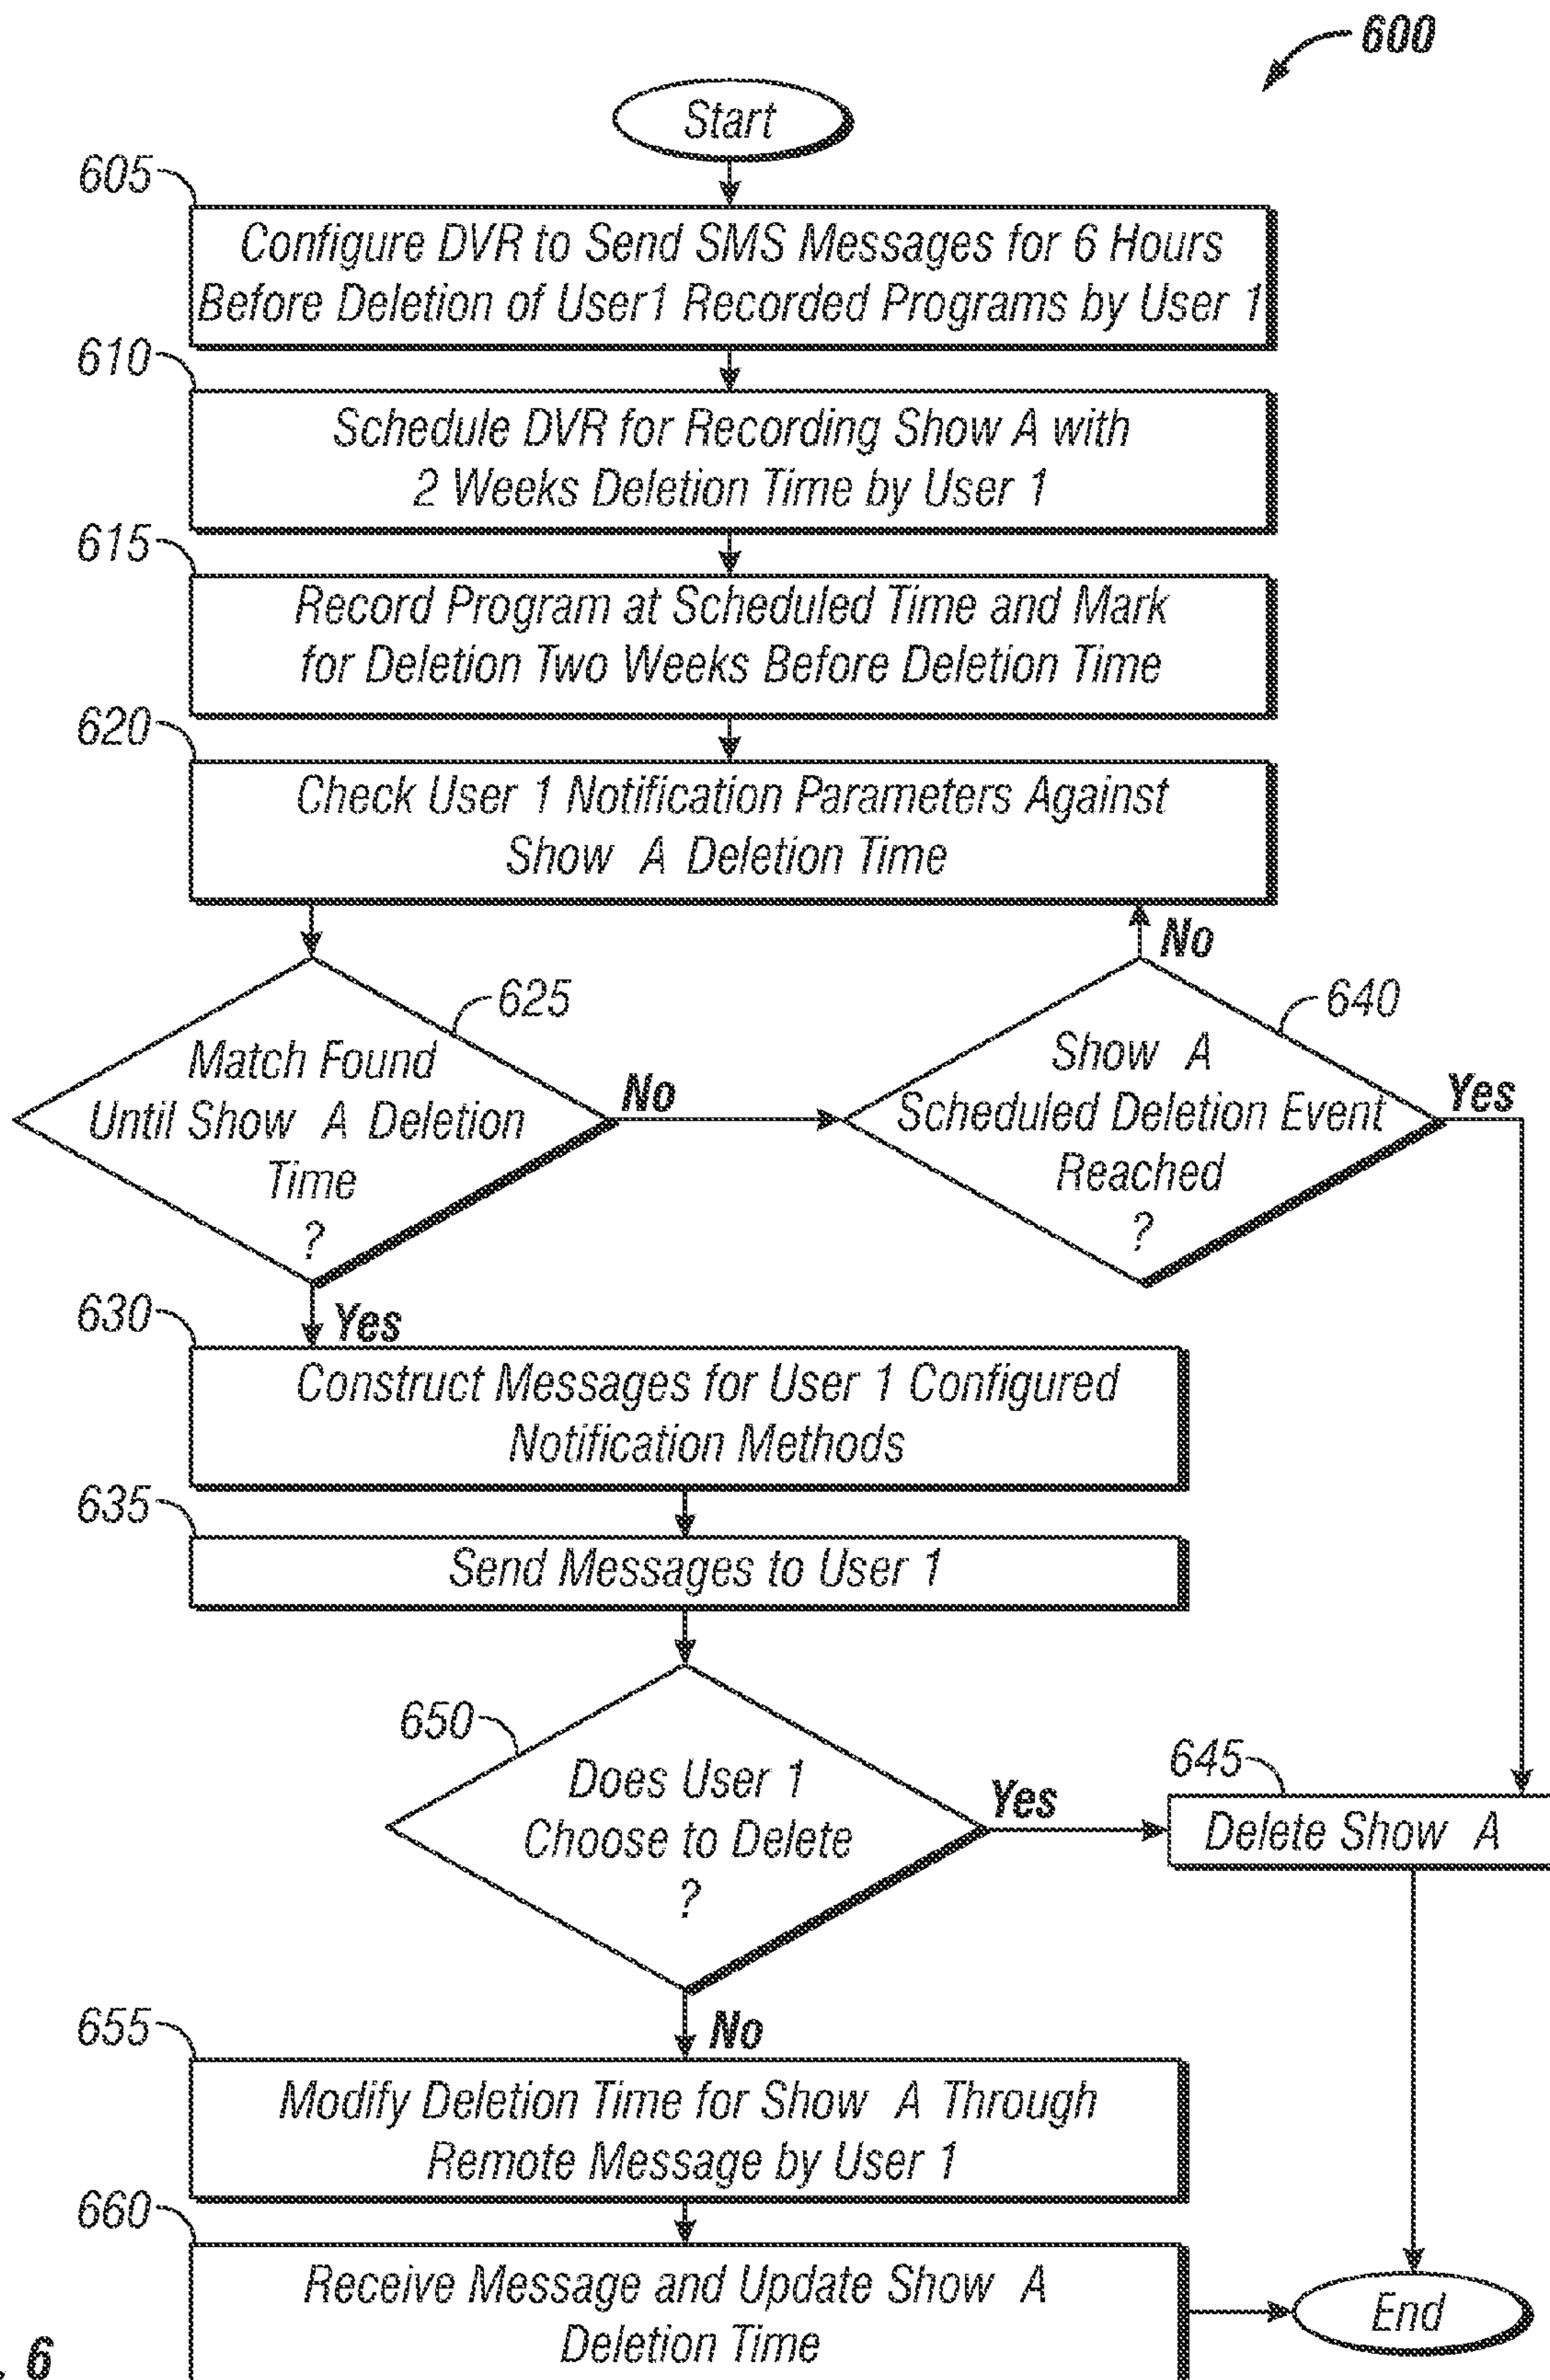 600
Start
605
Configure DVR to Send SMS Messages for 6 Hours
Before Deletion of User1 Recorded Programs by User 1
610
Schedule DVR for Recording Show A with
2 Weeks Deletion Time by User 1
615
Record Program at Scheduled Time and Mark
for Deletion Two Weeks Before Deletion Time
620
Check User 1 Notification Parameters Against
Show A Deletion Time
No
625
Match Found
Until Show A Deletion
Time
?
No
640
Show A
Scheduled Deletion Event
Reached
?
Yes
Yes
630
Construct Messages for User 1 Configured
Notification Methods
635
Send Messages to User 1
650
Does User 1
Choose to Delete
?
Yes
645
Delete Show A
No
655
Modify Deletion Time for Show A Through
Remote Message by User 1
660
Receive Message and Update Show A
Deletion Time
End
. 6